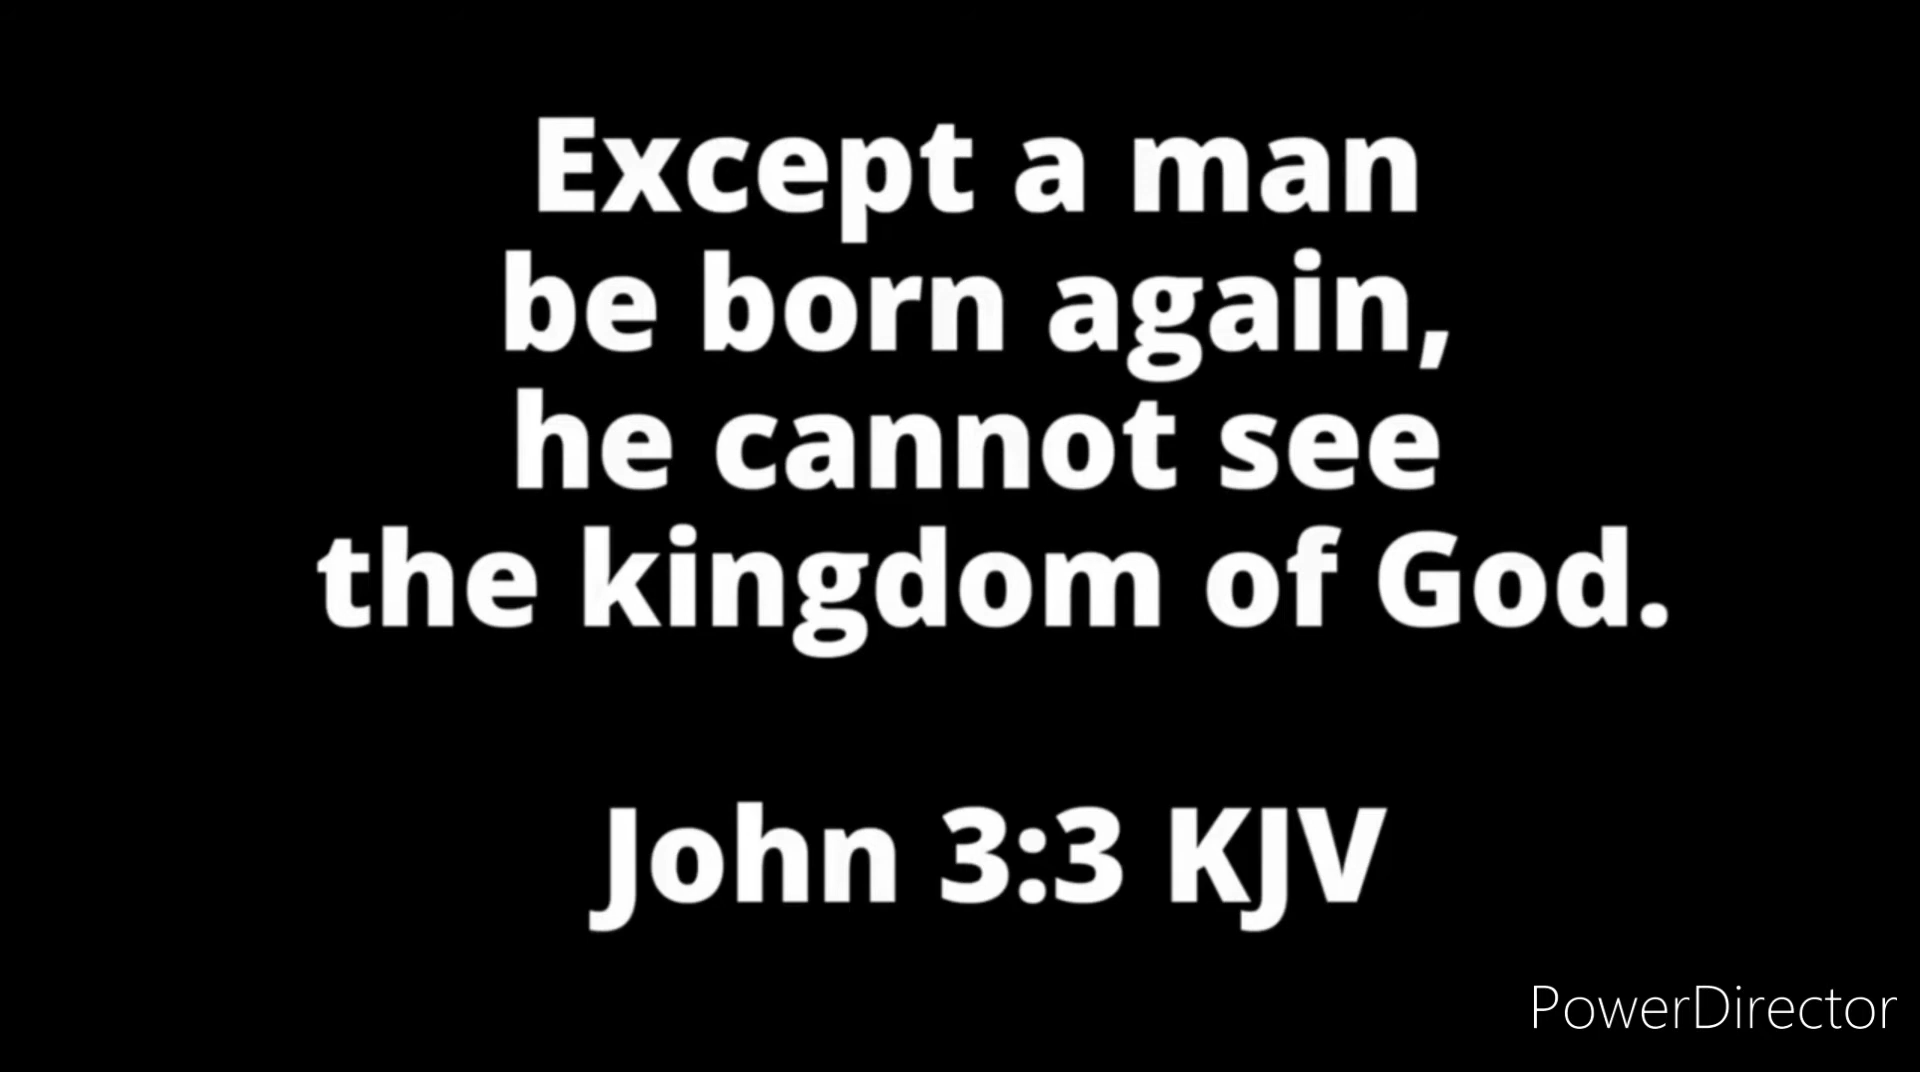 Except a man
be born again,
he cannot see
the kingdom of God.
John 3:3 KJV
PowerDirector